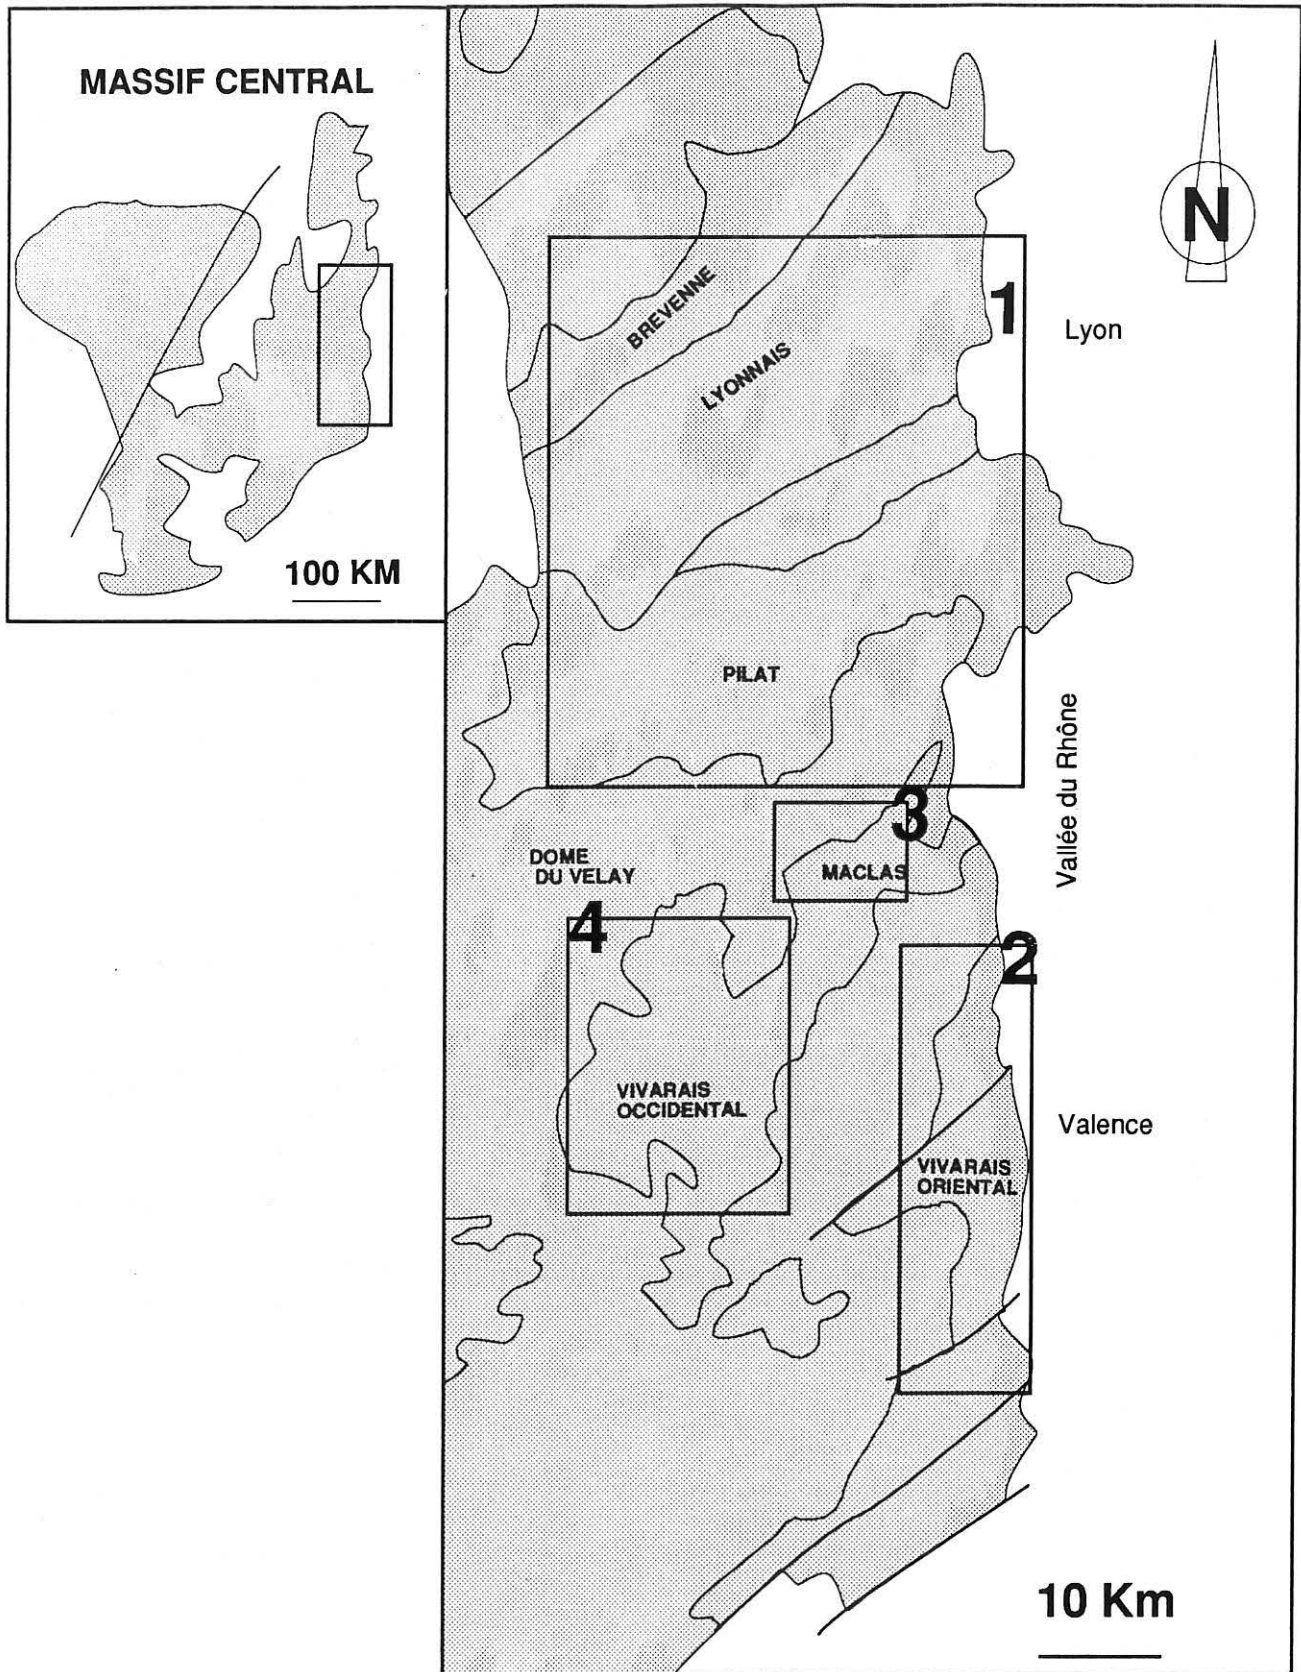 MASSIF CENTRAL
100 KM
N
BREVENNE
LYONNAIS
1
Lyon
PILAT
Vallée du Rhône
3
MACLAS
DOME
DU VELAY
4
2
VIVARAIS
OCCIDENTAL
Valence
VIVARAIS
ORIENTAL
10 Km